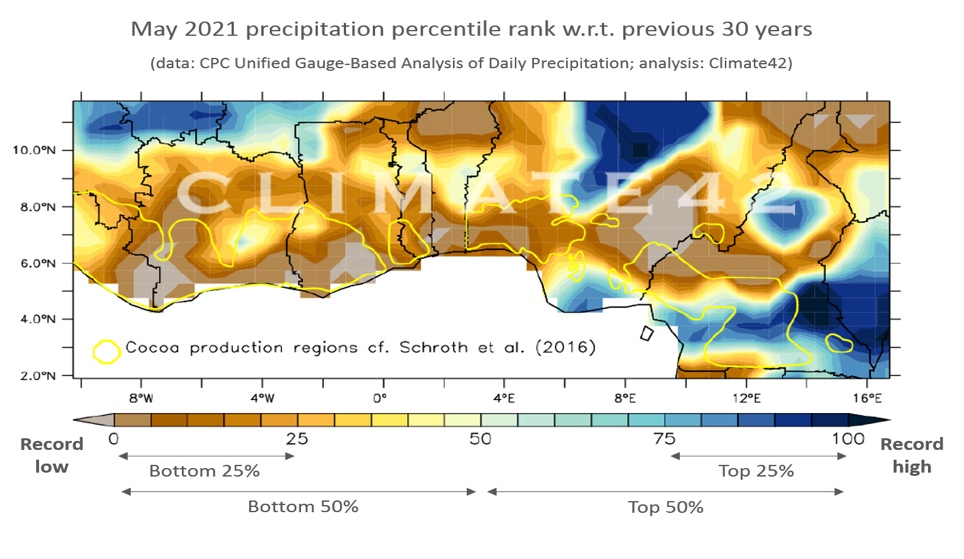 May 2021 precipitation percentile rank w.r.t. previous 30 years
(data: CPC Unified Gauge-Based Analysis of Daily Precipitation; analysis: Climate42)
10.0°N
CLIMATE42
8.0°N
6.0°N
4.0°N
Cocoa production regions cf. Schroth et al. (2016)
2.0°N
8°W 4°W 0° 4°E 8°E 12°E 16°E
0 25 50 75 100
Record low
Record high
Bottom 25%
Top 25%
Bottom 50%
Top 50%